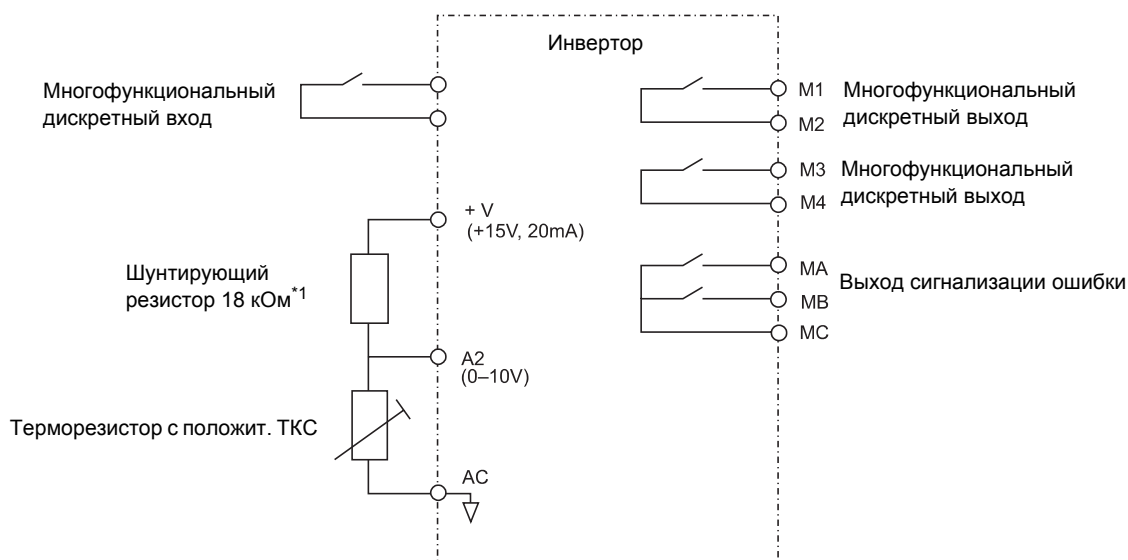 Инвертор
Многофункциональный
дискретный вход
M1
Многофункциональный
дискретный выход
M2
M3
Многофункциональный
дискретный выход
M4
+ V
(+15V, 20mA)
Шунтирующий
резистор 18 кОм*1
MA
Выход сигнализации ошибки
MB
MC
A2
(0–10V)
Терморезистор с положит. ТКС
AC